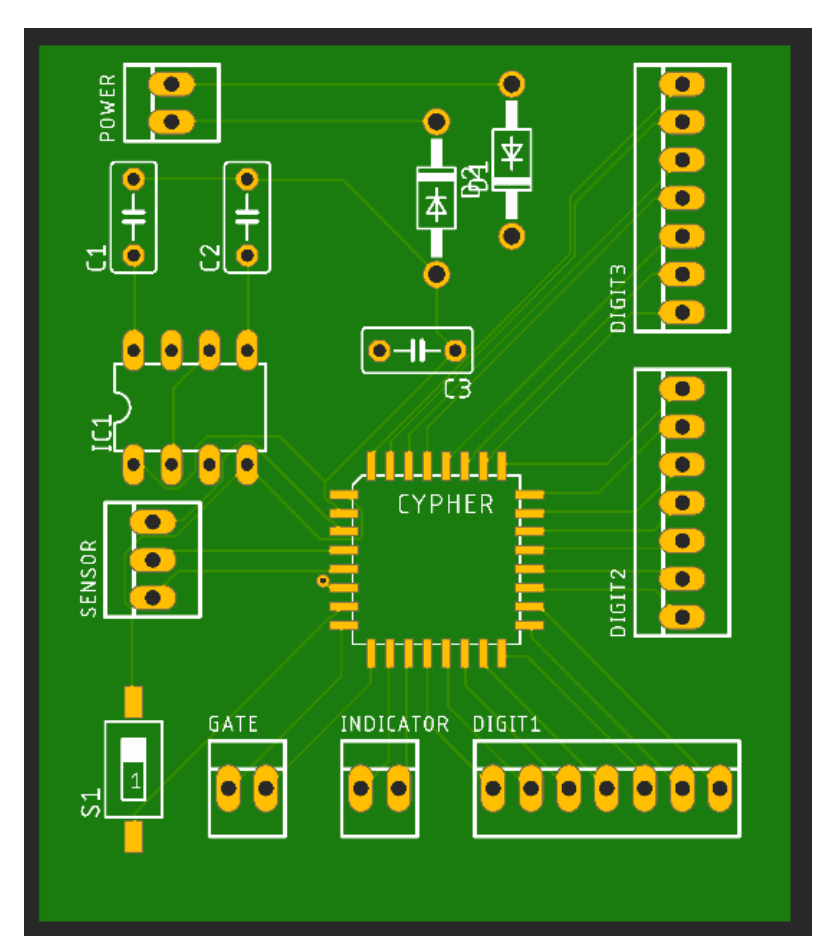 POWER
D1
D2
C1
C2
DIGIT3
C3
IC1
CYPHER
SENSOR
DIGIT2
GATE
INDICATOR
DIGIT1
S1
1